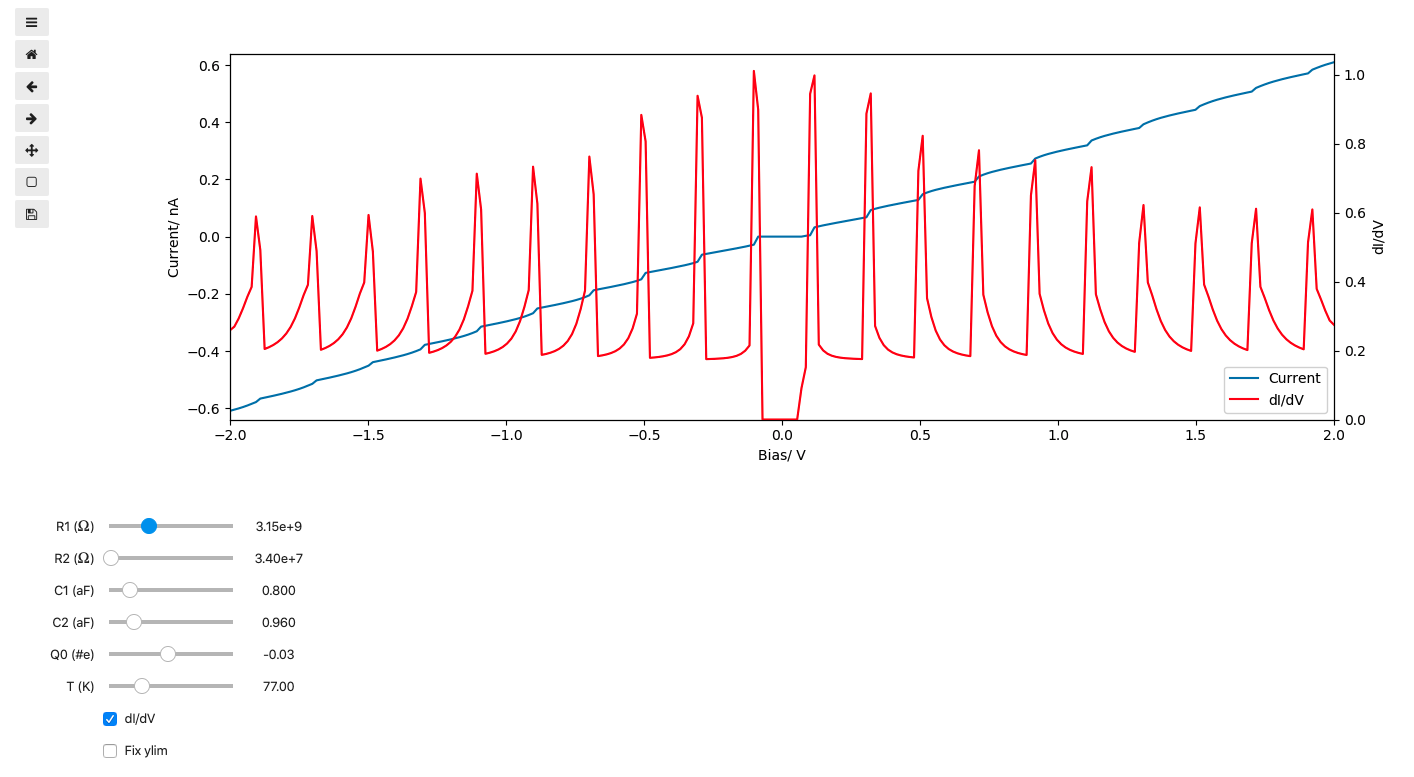 0.6
0.4
0.2
0.0
−0.2
−0.4
−0.6
Current/ nA
1.0
0.8
0.6
0.4
0.2
0.0
dI/dV
Current
dI/dV
−2.0 −1.5 −1.0 −0.5 0.0 0.5 1.0 1.5 2.0
Bias/ V
R1 (Ω) 3.15e+9
R2 (Ω) 3.40e+7
C1 (aF) 0.800
C2 (aF) 0.960
Q0 (#e) -0.03
T (K) 77.00
dI/dV
Fix ylim